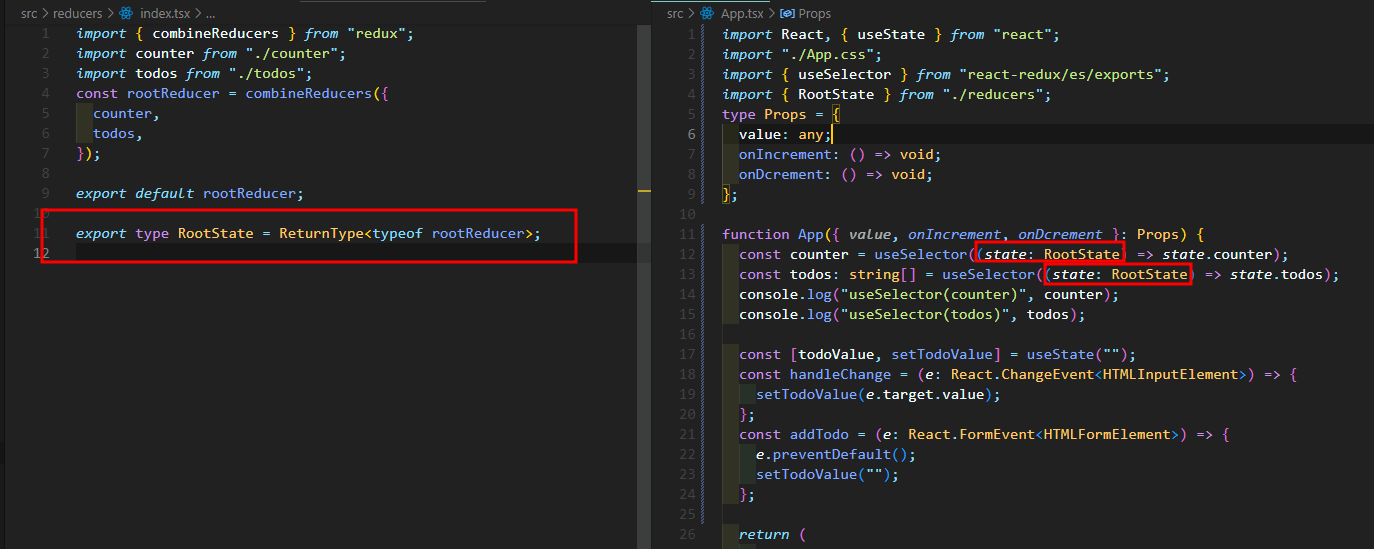 src > reducers > index.tsx > ...
1 import { combineReducers } from "redux";
2 import counter from "./counter";
3 import todos from "./todos";
4 const rootReducer = combineReducers({
5 counter,
6 todos,
7 });
8
9 export default rootReducer;
10
11 export type RootState = ReturnType<typeof rootReducer>;
12
src > App.tsx > Props
1 import React, { useState } from "react";
2 import "./App.css";
3 import { useSelector } from "react-redux/es/exports";
4 import { RootState } from "./reducers";
5 type Props = {
6 value: any;
7 onIncrement: () => void;
8 onDcrement: () => void;
9 };
10
11 function App({ value, onIncrement, onDcrement }: Props) {
12 const counter = useSelector((state: RootState) => state.counter);
13 const todos: string[] = useSelector((state: RootState) => state.todos);
14 console.log("useSelector(counter)", counter);
15 console.log("useSelector(todos)", todos);
16
17 const [todoValue, setTodoValue] = useState("");
18 const handleChange = (e: React.ChangeEvent<HTMLInputElement>) => {
19 setTodoValue(e.target.value);
20 };
21 const addTodo = (e: React.FormEvent<HTMLFormElement>) => {
22 e.preventDefault();
23 setTodoValue("");
24 };
25
26 return (